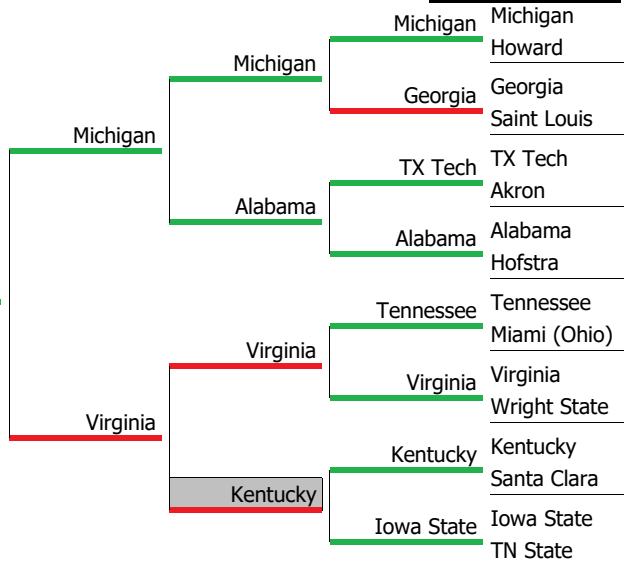 Michigan
Michigan
Howard
Michigan
Georgia
Georgia
Saint Louis
Michigan
TX Tech
TX Tech
Akron
Alabama
Alabama
Alabama
Hofstra
Tennessee
Tennessee
Miami (Ohio)
Virginia
Virginia
Virginia
Wright State
Virginia
Kentucky
Kentucky
Santa Clara
Kentucky
Iowa State
Iowa State
TN State